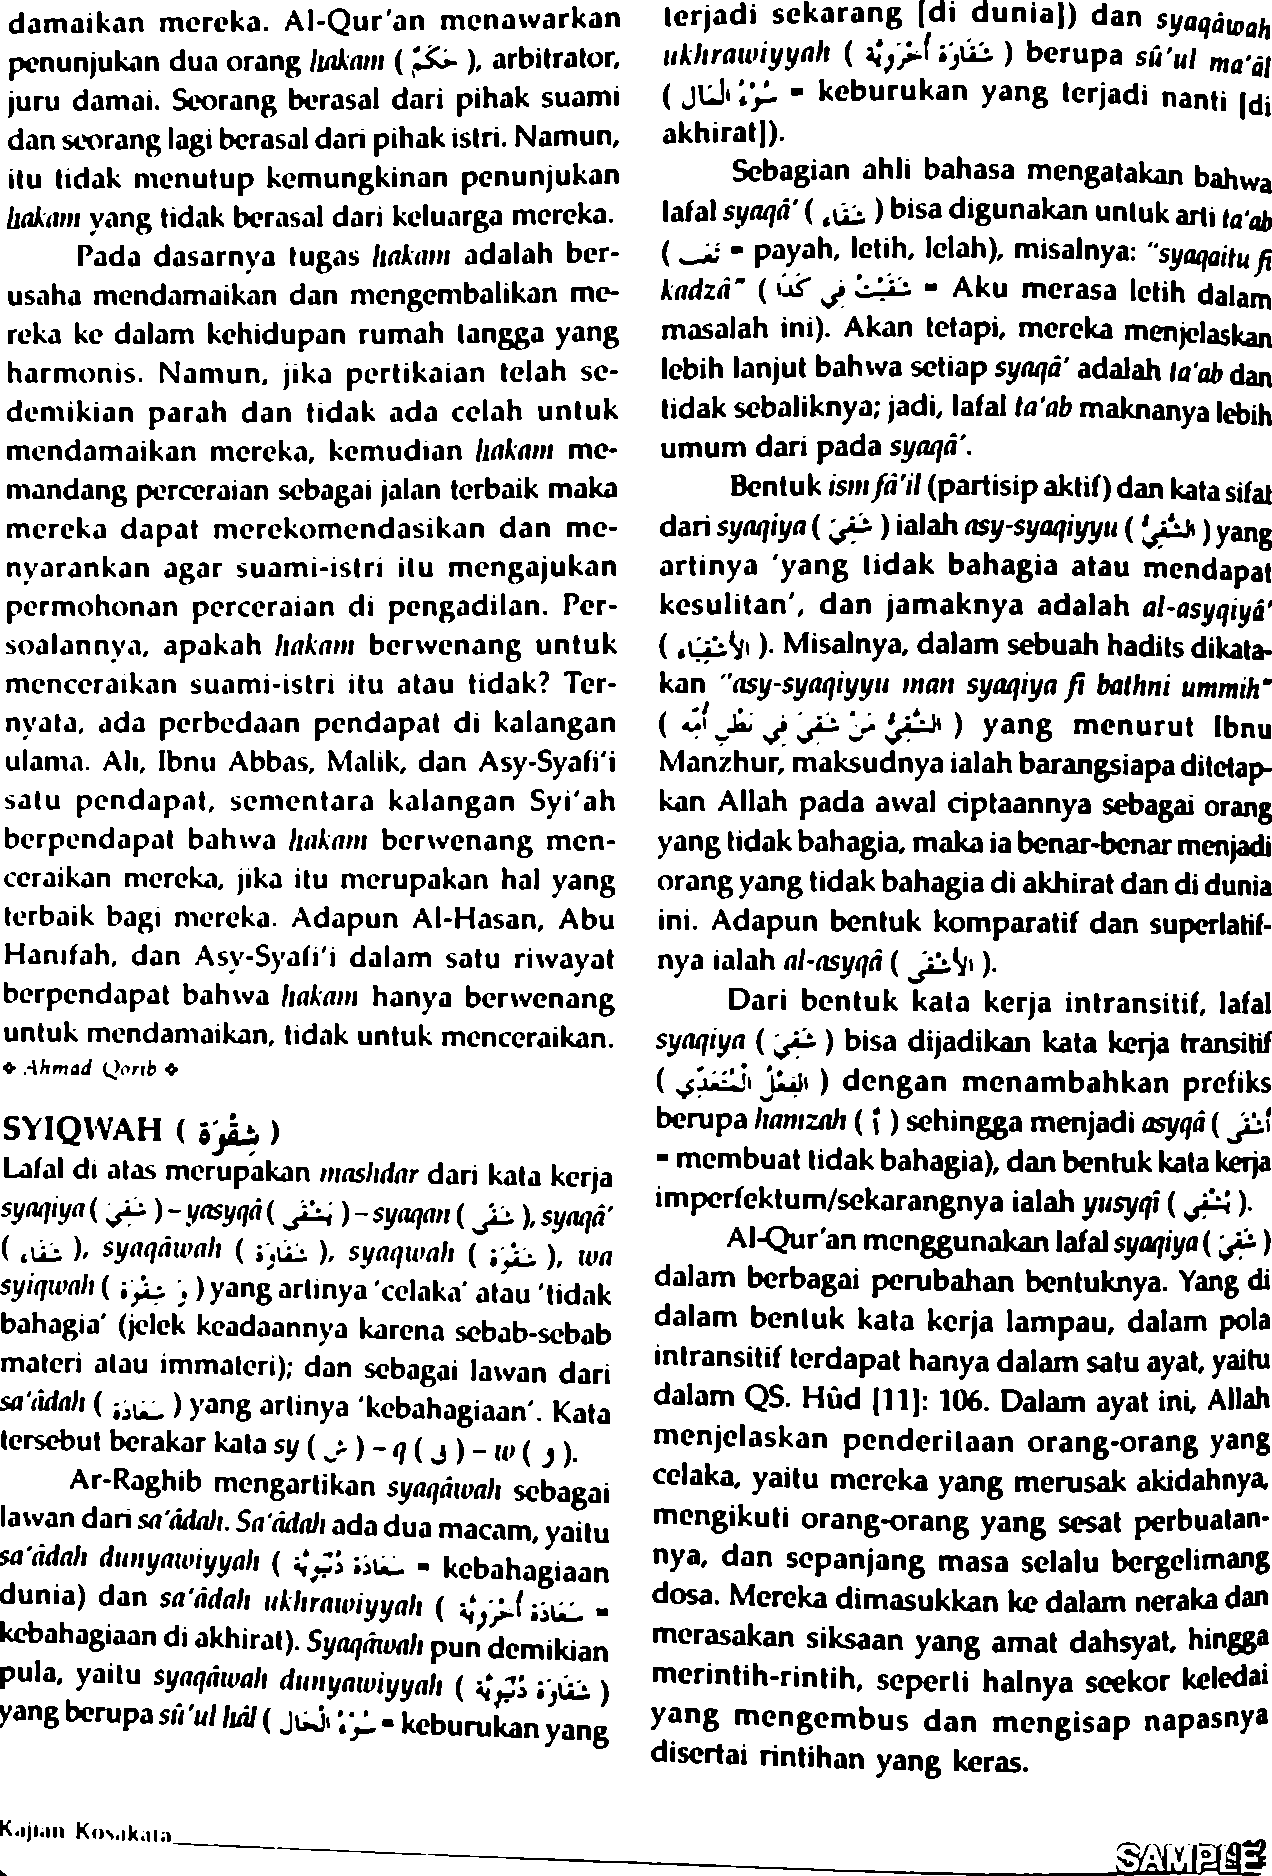 damaikan mereka. Al-Qur'an menawarkan
penunjukan dua orang hakam ( حَكَمٌ ), arbitrator,
juru damai. Seorang berasal dari pihak suami
dan seorang lagi berasal dari pihak istri. Namun,
itu tidak menutup kemungkinan penunjukan
hakam yang tidak berasal dari keluarga mereka.
Pada dasarnya tugas hakam adalah ber-
usaha mendamaikan dan mengembalikan me-
reka ke dalam kehidupan rumah tangga yang
harmonis. Namun, jika pertikaian telah se-
demikian parah dan tidak ada celah untuk
mendamaikan mereka, kemudian hakam me-
mandang perceraian sebagai jalan terbaik maka
mereka dapat merekomendasikan dan me-
nyarankan agar suami-istri itu mengajukan
permohonan perceraian di pengadilan. Per-
soalannya, apakah hakam berwenang untuk
menceraikan suami-istri itu atau tidak? Ter-
nyata, ada perbedaan pendapat di kalangan
ulama. Ali, Ibnu Abbas, Malik, dan Asy-Syafi'i
satu pendapat, sementara kalangan Syi'ah
berpendapat bahwa hakam berwenang men-
ceraikan mereka, jika itu merupakan hal yang
terbaik bagi mereka. Adapun Al-Hasan, Abu
Hanifah, dan Asy-Syafi'i dalam satu riwayat
berpendapat bahwa hakam hanya berwenang
untuk mendamaikan, tidak untuk menceraikan.
❖ Ahmad Qorib ❖
SYIQWAH ( شِقْوَة )
Lafal di atas merupakan mashdar dari kata kerja
syaqiya ( شَقِيَ ) – yasyqâ ( يَشْقَى ) – syaqan ( شَقًى ), syaqâ'
( شَقَاء ), syaqâwah ( شَقَاوَة ), syaqwah ( شَقْوَة ), wa
syiqwah ( وَ شِقْوَة ) yang artinya 'celaka' atau 'tidak
bahagia' (jelek keadaannya karena sebab-sebab
materi atau immateri); dan sebagai lawan dari
sa'âdah ( سَعَادَة ) yang artinya 'kebahagiaan'. Kata
tersebut berakar kata sy ( ش ) – q ( ق ) – w ( و ).
Ar-Raghib mengartikan syaqâwah sebagai
lawan dari sa'âdah. Sa'âdah ada dua macam, yaitu
sa'âdah dunyawiyyah ( سَعَادَة دُنْيَوِيَّة = kebahagiaan
dunia) dan sa'âdah ukhrawiyyah ( سَعَادَة أُخْرَوِيَّة =
kebahagiaan di akhirat). Syaqâwah pun demikian
pula, yaitu syaqâwah dunyawiyyah ( شَقَاوَة دُنْيَوِيَّة )
yang berupa sû'ul hâl ( سُوْءُ الْحَال = keburukan yang
terjadi sekarang [di dunia]) dan syaqâwah
ukhrawiyyah ( شَقَاوَة أُخْرَوِيَّة ) berupa sû'ul ma'âl
( سُوْءُ الْمَآل = keburukan yang terjadi nanti [di
akhirat]).
Sebagian ahli bahasa mengatakan bahwa
lafal syaqâ' ( شَقَاء ) bisa digunakan untuk arti ta'ab
( تَعَب = payah, letih, lelah), misalnya: "syaqaitu fi
kadzâ" ( شَقَيْتُ فِي كَذَا = Aku merasa letih dalam
masalah ini). Akan tetapi, mereka menjelaskan
lebih lanjut bahwa setiap syaqâ' adalah ta'ab dan
tidak sebaliknya; jadi, lafal ta'ab maknanya lebih
umum dari pada syaqâ'.
Bentuk ism fâ'il (partisip aktif) dan kata sifat
dari syaqiya ( شَقِيَ ) ialah asy-syaqiyyu ( الشَّقِيُّ ) yang
artinya 'yang tidak bahagia atau mendapat
kesulitan', dan jamaknya adalah al-asyqiyâ'
( الأَشْقِيَاء ). Misalnya, dalam sebuah hadits dikata-
kan "asy-syaqiyyu man syaqiya fi bathni ummih"
( الشَّقِيُّ مَنْ شَقِيَ فِي بَطْنِ أُمِّهِ ) yang menurut Ibnu
Manzhur, maksudnya ialah barangsiapa ditetap-
kan Allah pada awal ciptaannya sebagai orang
yang tidak bahagia, maka ia benar-benar menjadi
orang yang tidak bahagia di akhirat dan di dunia
ini. Adapun bentuk komparatif dan superlatif-
nya ialah al-asyqâ ( الأَشْقَى ).
Dari bentuk kata kerja intransitif, lafal
syaqiya ( شَقِيَ ) bisa dijadikan kata kerja transitif
( الفِعْلُ الْمُتَعَدِّي ) dengan menambahkan prefiks
berupa hamzah ( أَ ) sehingga menjadi asyqâ ( أَشْقَى
= membuat tidak bahagia), dan bentuk kata kerja
imperfektum/sekarangnya ialah yusyqî ( يُشْقِي ).
Al-Qur'an menggunakan lafal syaqiya ( شَقِيَ )
dalam berbagai perubahan bentuknya. Yang di
dalam bentuk kata kerja lampau, dalam pola
intransitif terdapat hanya dalam satu ayat, yaitu
dalam QS. Hûd [11]: 106. Dalam ayat ini, Allah
menjelaskan penderitaan orang-orang yang
celaka, yaitu mereka yang merusak akidahnya,
mengikuti orang-orang yang sesat perbuatan-
nya, dan sepanjang masa selalu bergelimang
dosa. Mereka dimasukkan ke dalam neraka dan
merasakan siksaan yang amat dahsyat, hingga
merintih-rintih, seperti halnya seekor keledai
yang mengembus dan mengisap napasnya
disertai rintihan yang keras.
Kajian Kosakata
SAMPLE